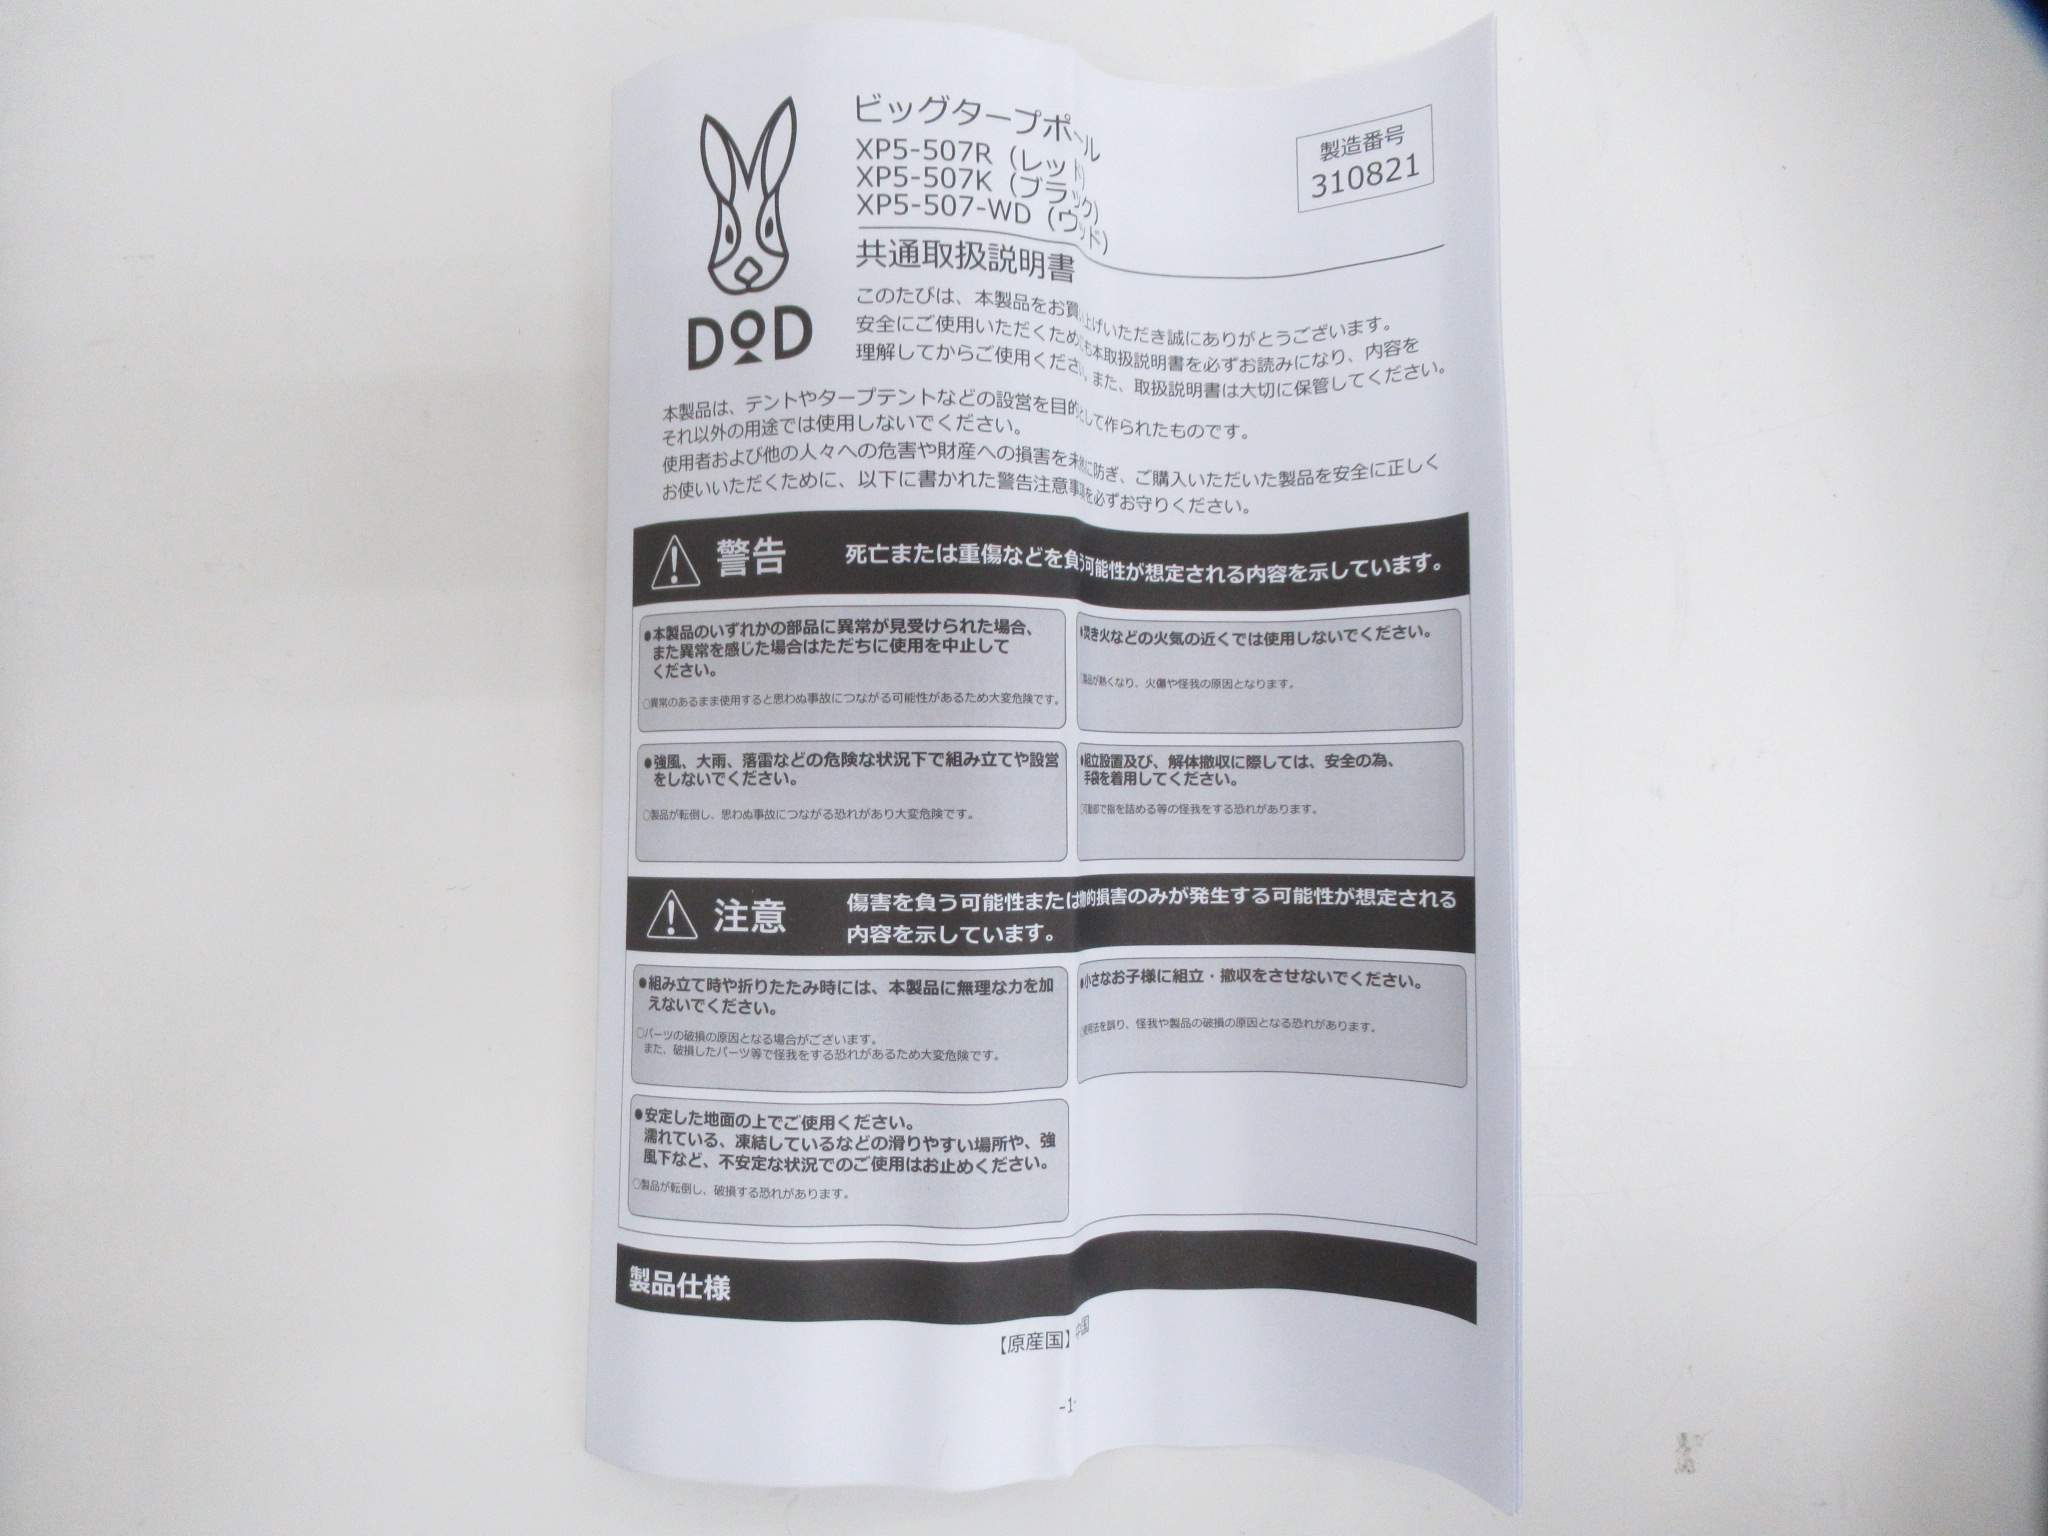 DOD
ビッグタープポール
XP5-507R（レッド）
XP5-507K（ブラック）
XP5-507-WD（ウッド）
共通取扱説明書
製造番号
310821
このたびは、本製品をお買い上げいただき誠にありがとうございます。
安全にご使用いただくためにも本取扱説明書を必ずお読みになり、内容を
理解してからご使用ください。また、取扱説明書は大切に保管してください。
本製品は、テントやタープテントなどの設営を目的として作られたものです。
それ以外の用途では使用しないでください。
使用者および他の人々への危害や財産への損害を未然に防ぎ、ご購入いただいた製品を安全に正しく
お使いいただくために、以下に書かれた警告注意事項を必ずお守りください。
警告 死亡または重傷などを負う可能性が想定される内容を示しています。
●本製品のいずれかの部品に異常が見受けられた場合、
また異常を感じた場合はただちに使用を中止して
ください。
○異常のあるまま使用すると思わぬ事故につながる可能性があるため大変危険です。
●焚き火などの火気の近くでは使用しないでください。
○製品が熱くなり、火傷や怪我の原因となります。
●強風、大雨、落雷などの危険な状況下で組み立てや設営
をしないでください。
○製品が転倒し、思わぬ事故につながる恐れがあり大変危険です。
●組立設置及び、解体撤収に際しては、安全の為、
手袋を着用してください。
○可動部で指を詰める等の怪我をする恐れがあります。
注意 傷害を負う可能性または物的損害のみが発生する可能性が想定される
内容を示しています。
●組み立て時や折りたたみ時には、本製品に無理な力を加
えないでください。
○パーツの破損の原因となる場合がございます。
また、破損したパーツ等で怪我をする恐れがあるため大変危険です。
●小さなお子様に組立・撤収をさせないでください。
○使用法を誤り、怪我や製品の破損の原因となる恐れがあります。
●安定した地面の上でご使用ください。
濡れている、凍結しているなどの滑りやすい場所や、強
風下など、不安定な状況でのご使用はお止めください。
○製品が転倒し、破損する恐れがあります。
製品仕様
【原産国】中国
-1-